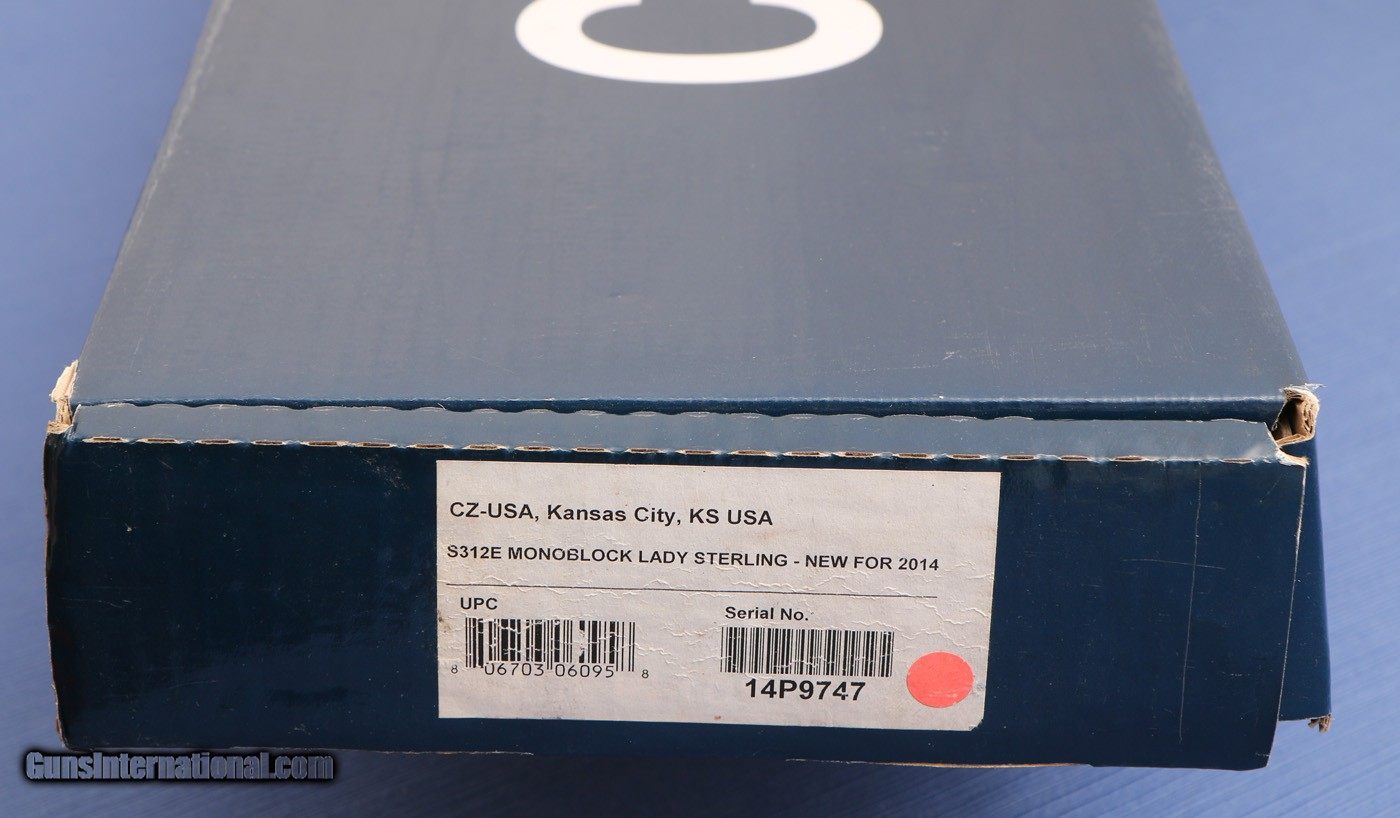 C
CZ-USA, Kansas City, KS USA
S312E MONOBLOCK LADY STERLING - NEW FOR 2014
UPC
Serial No.
8 06703 06095 8
14P9747
GunsInternational.com